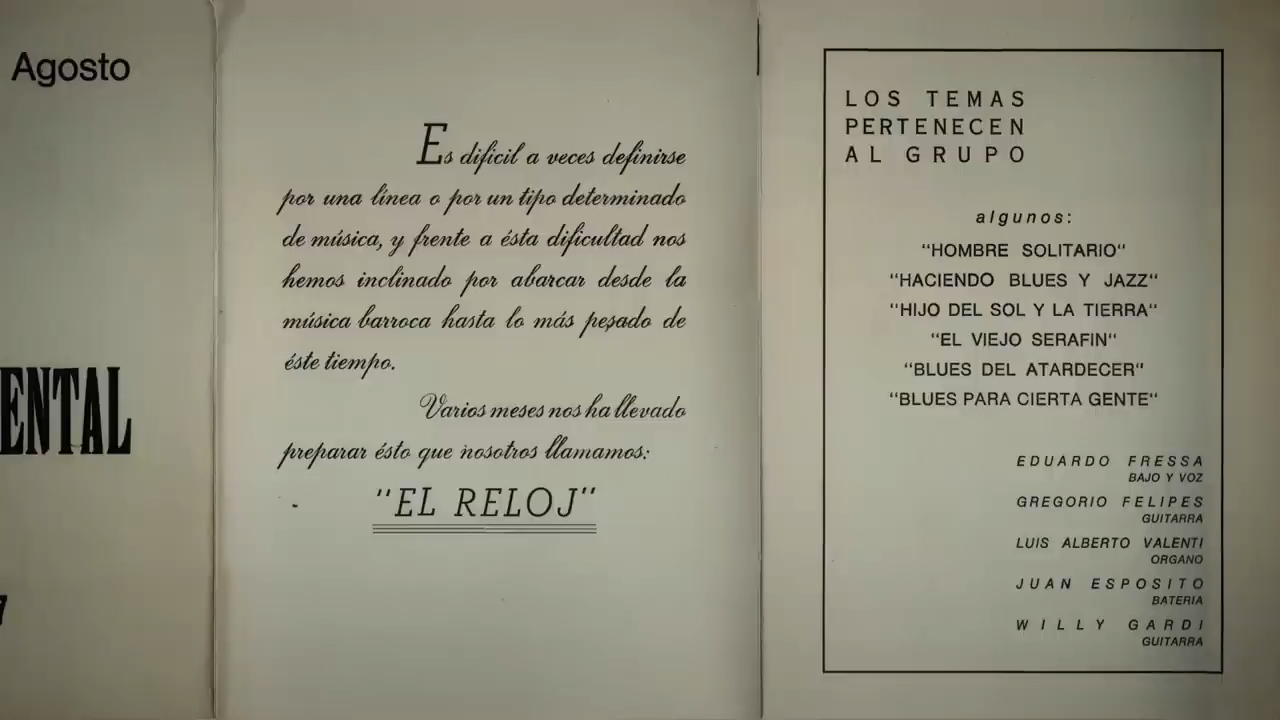 Agosto
ENTAL
7
Es dificil a veces definirse
por una línea o por un tipo determinado
de música, y frente a ésta dificultad nos
hemos inclinado por abarcar desde la
música barroca hasta lo más pesado de
éste tiempo.
Varios meses nos ha llevado
preparar ésto que nosotros llamamos:
"EL RELOJ"
LOS TEMAS
PERTENECEN
AL GRUPO
algunos:
"HOMBRE SOLITARIO"
"HACIENDO BLUES Y JAZZ"
"HIJO DEL SOL Y LA TIERRA"
"EL VIEJO SERAFIN"
"BLUES DEL ATARDECER"
"BLUES PARA CIERTA GENTE"
EDUARDO FRESSA
BAJO Y VOZ
GREGORIO FELIPES
GUITARRA
LUIS ALBERTO VALENTI
ORGANO
JUAN ESPOSITO
BATERIA
WILLY GARDI
GUITARRA